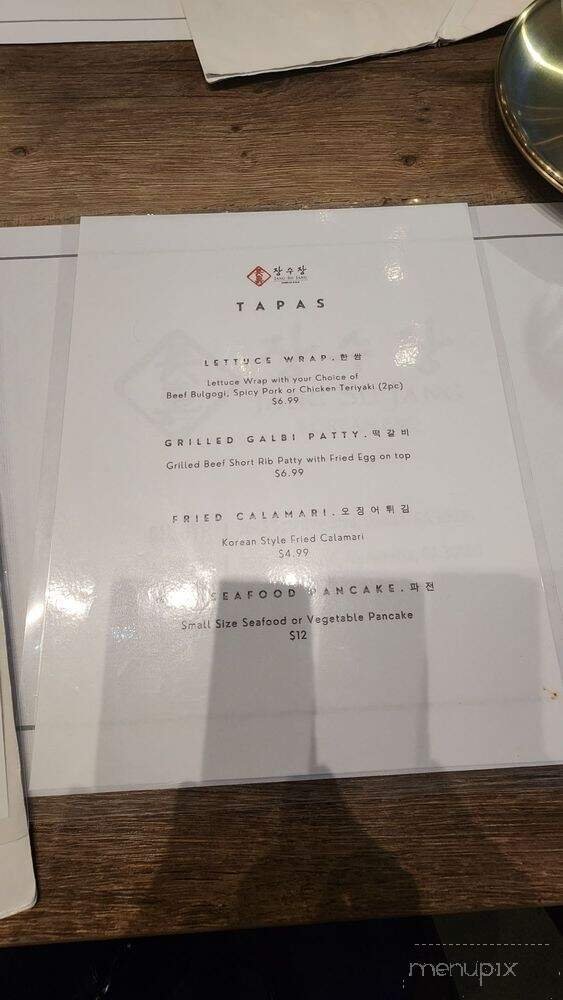 장수장
JANG SU JANG
TAPAS
LETTUCE WRAP.한쌈
Lettuce Wrap with your Choice of
Beef Bulgogi, Spicy Pork or Chicken Teriyaki (2pc)
$6.99
GRILLED GALBI PATTY.떡갈비
Grilled Beef Short Rib Patty with Fried Egg on top
$6.99
FRIED CALAMARI.오징어튀김
Korean Style Fried Calamari
$4.99
SEAFOOD PANCAKE.파전
Small Size Seafood or Vegetable Pancake
$12
menupix